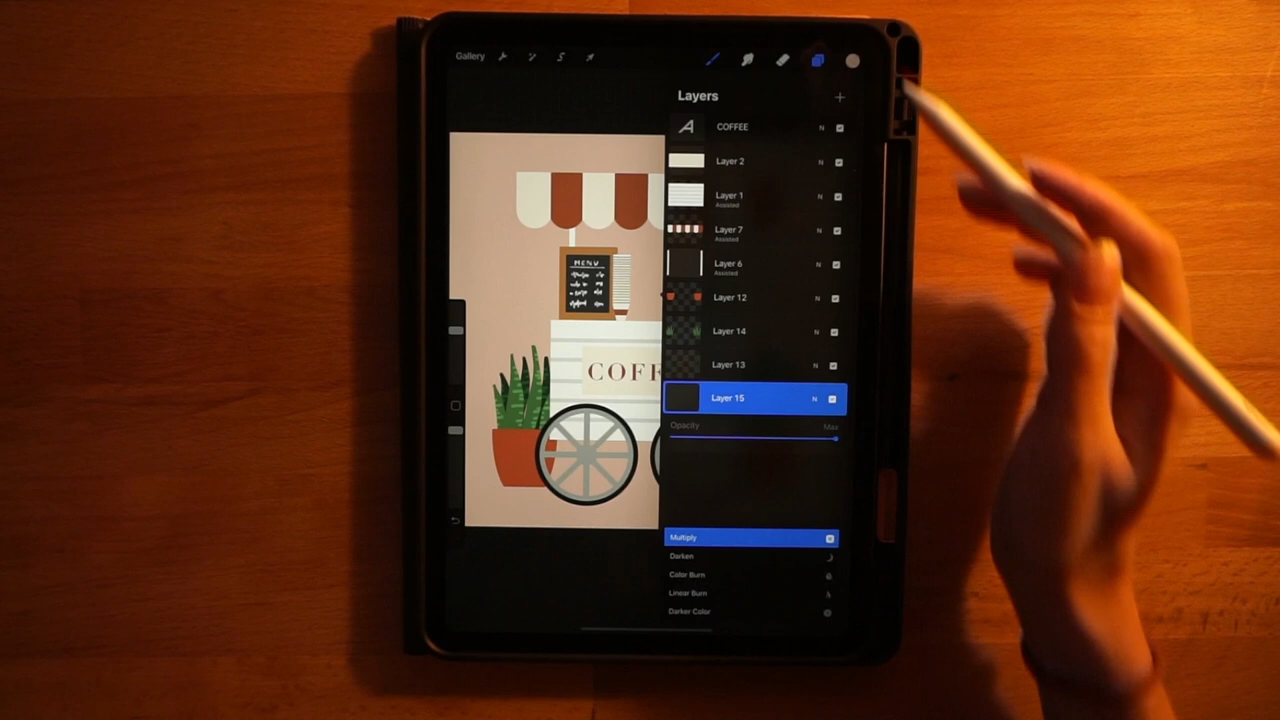 Gallery
Layers
COFFEE N
Layer 2 N
Layer 1 N
Assisted
Layer 7 N
Assisted
Layer 6 N
Assisted
Layer 12 N
Layer 14 N
Layer 13 N
Layer 15 N
Opacity Max
Multiply
Darken
Color Burn
Linear Burn
Darker Color
MENU
COFF